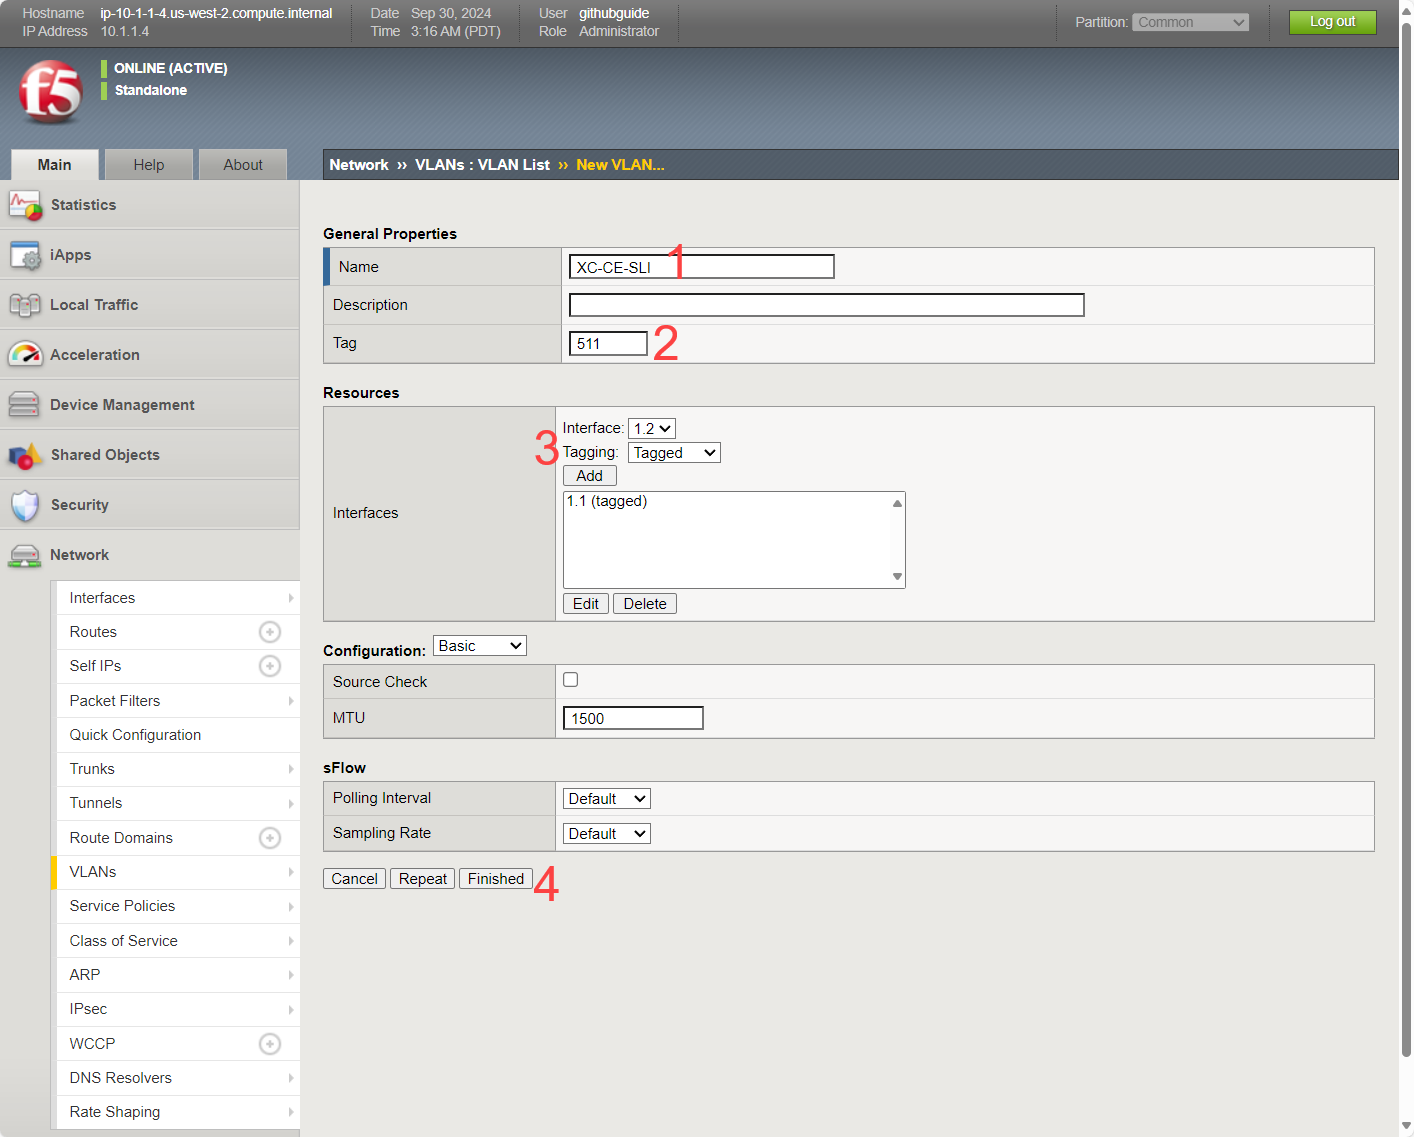 Hostname ip-10-1-1-4.us-west-2.compute.internal Date Sep 30, 2024 User githubguide Partition: Common Log out
IP Address 10.1.1.4 Time 3:16 AM (PDT) Role Administrator
f5
ONLINE (ACTIVE)
Standalone
Main Help About
Network ›› VLANs : VLAN List ›› New VLAN...
Statistics
iApps
Local Traffic
Acceleration
Device Management
Shared Objects
Security
Network
Interfaces
Routes
Self IPs
Packet Filters
Quick Configuration
Trunks
Tunnels
Route Domains
VLANs
Service Policies
Class of Service
ARP
IPsec
WCCP
DNS Resolvers
Rate Shaping
General Properties
Name XC-CE-SLI 1
Description
Tag 511 2
Resources
Interfaces
3
Interface: 1.2
Tagging: Tagged
Add
1.1 (tagged)
Edit Delete
Configuration: Basic
Source Check
MTU 1500
sFlow
Polling Interval Default
Sampling Rate Default
Cancel Repeat Finished 4